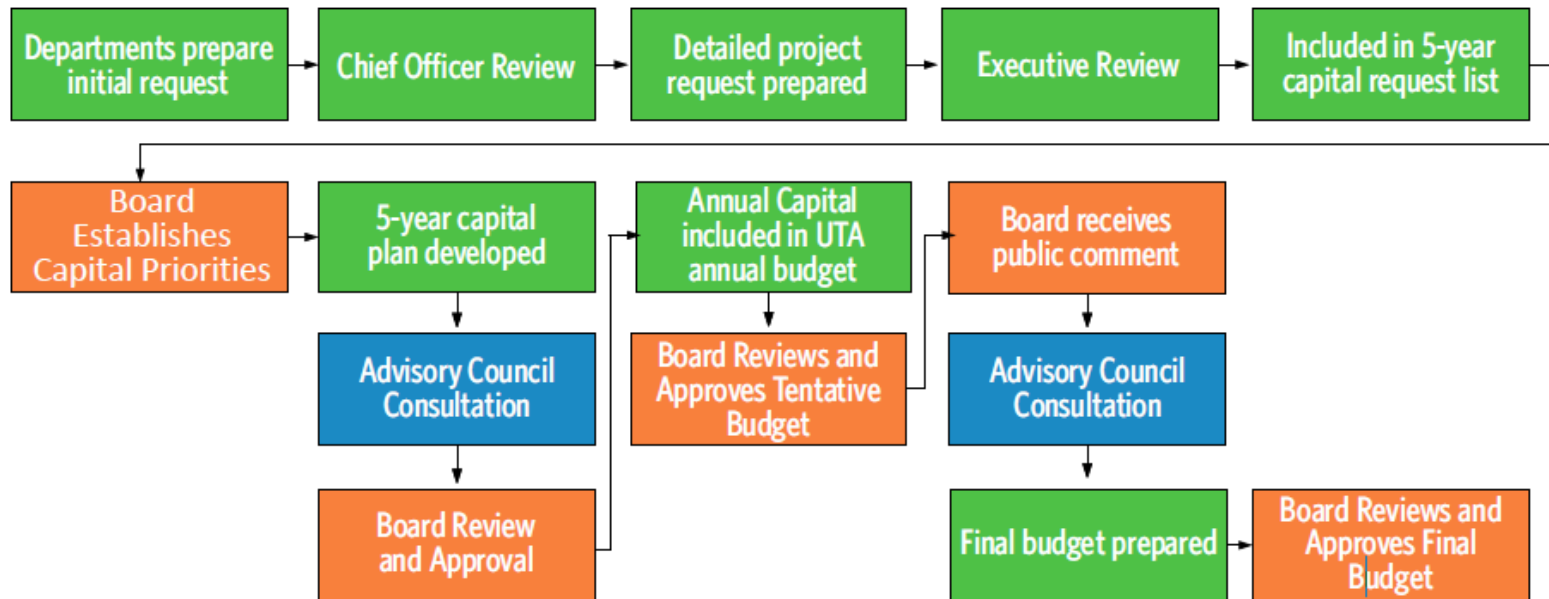 Departments prepare
initial request
Chief Officer Review
Detailed project
request prepared
Executive Review
Included in 5-year
capital request list
Board
Establishes
Capital Priorities
5-year capital
plan developed
Advisory Council
Consultation
Board Review
and Approval
Annual Capital
included in UTA
annual budget
Board Reviews and
Approves Tentative
Budget
Board receives
public comment
Advisory Council
Consultation
Final budget prepared
Board Reviews and
Approves Final
Budget